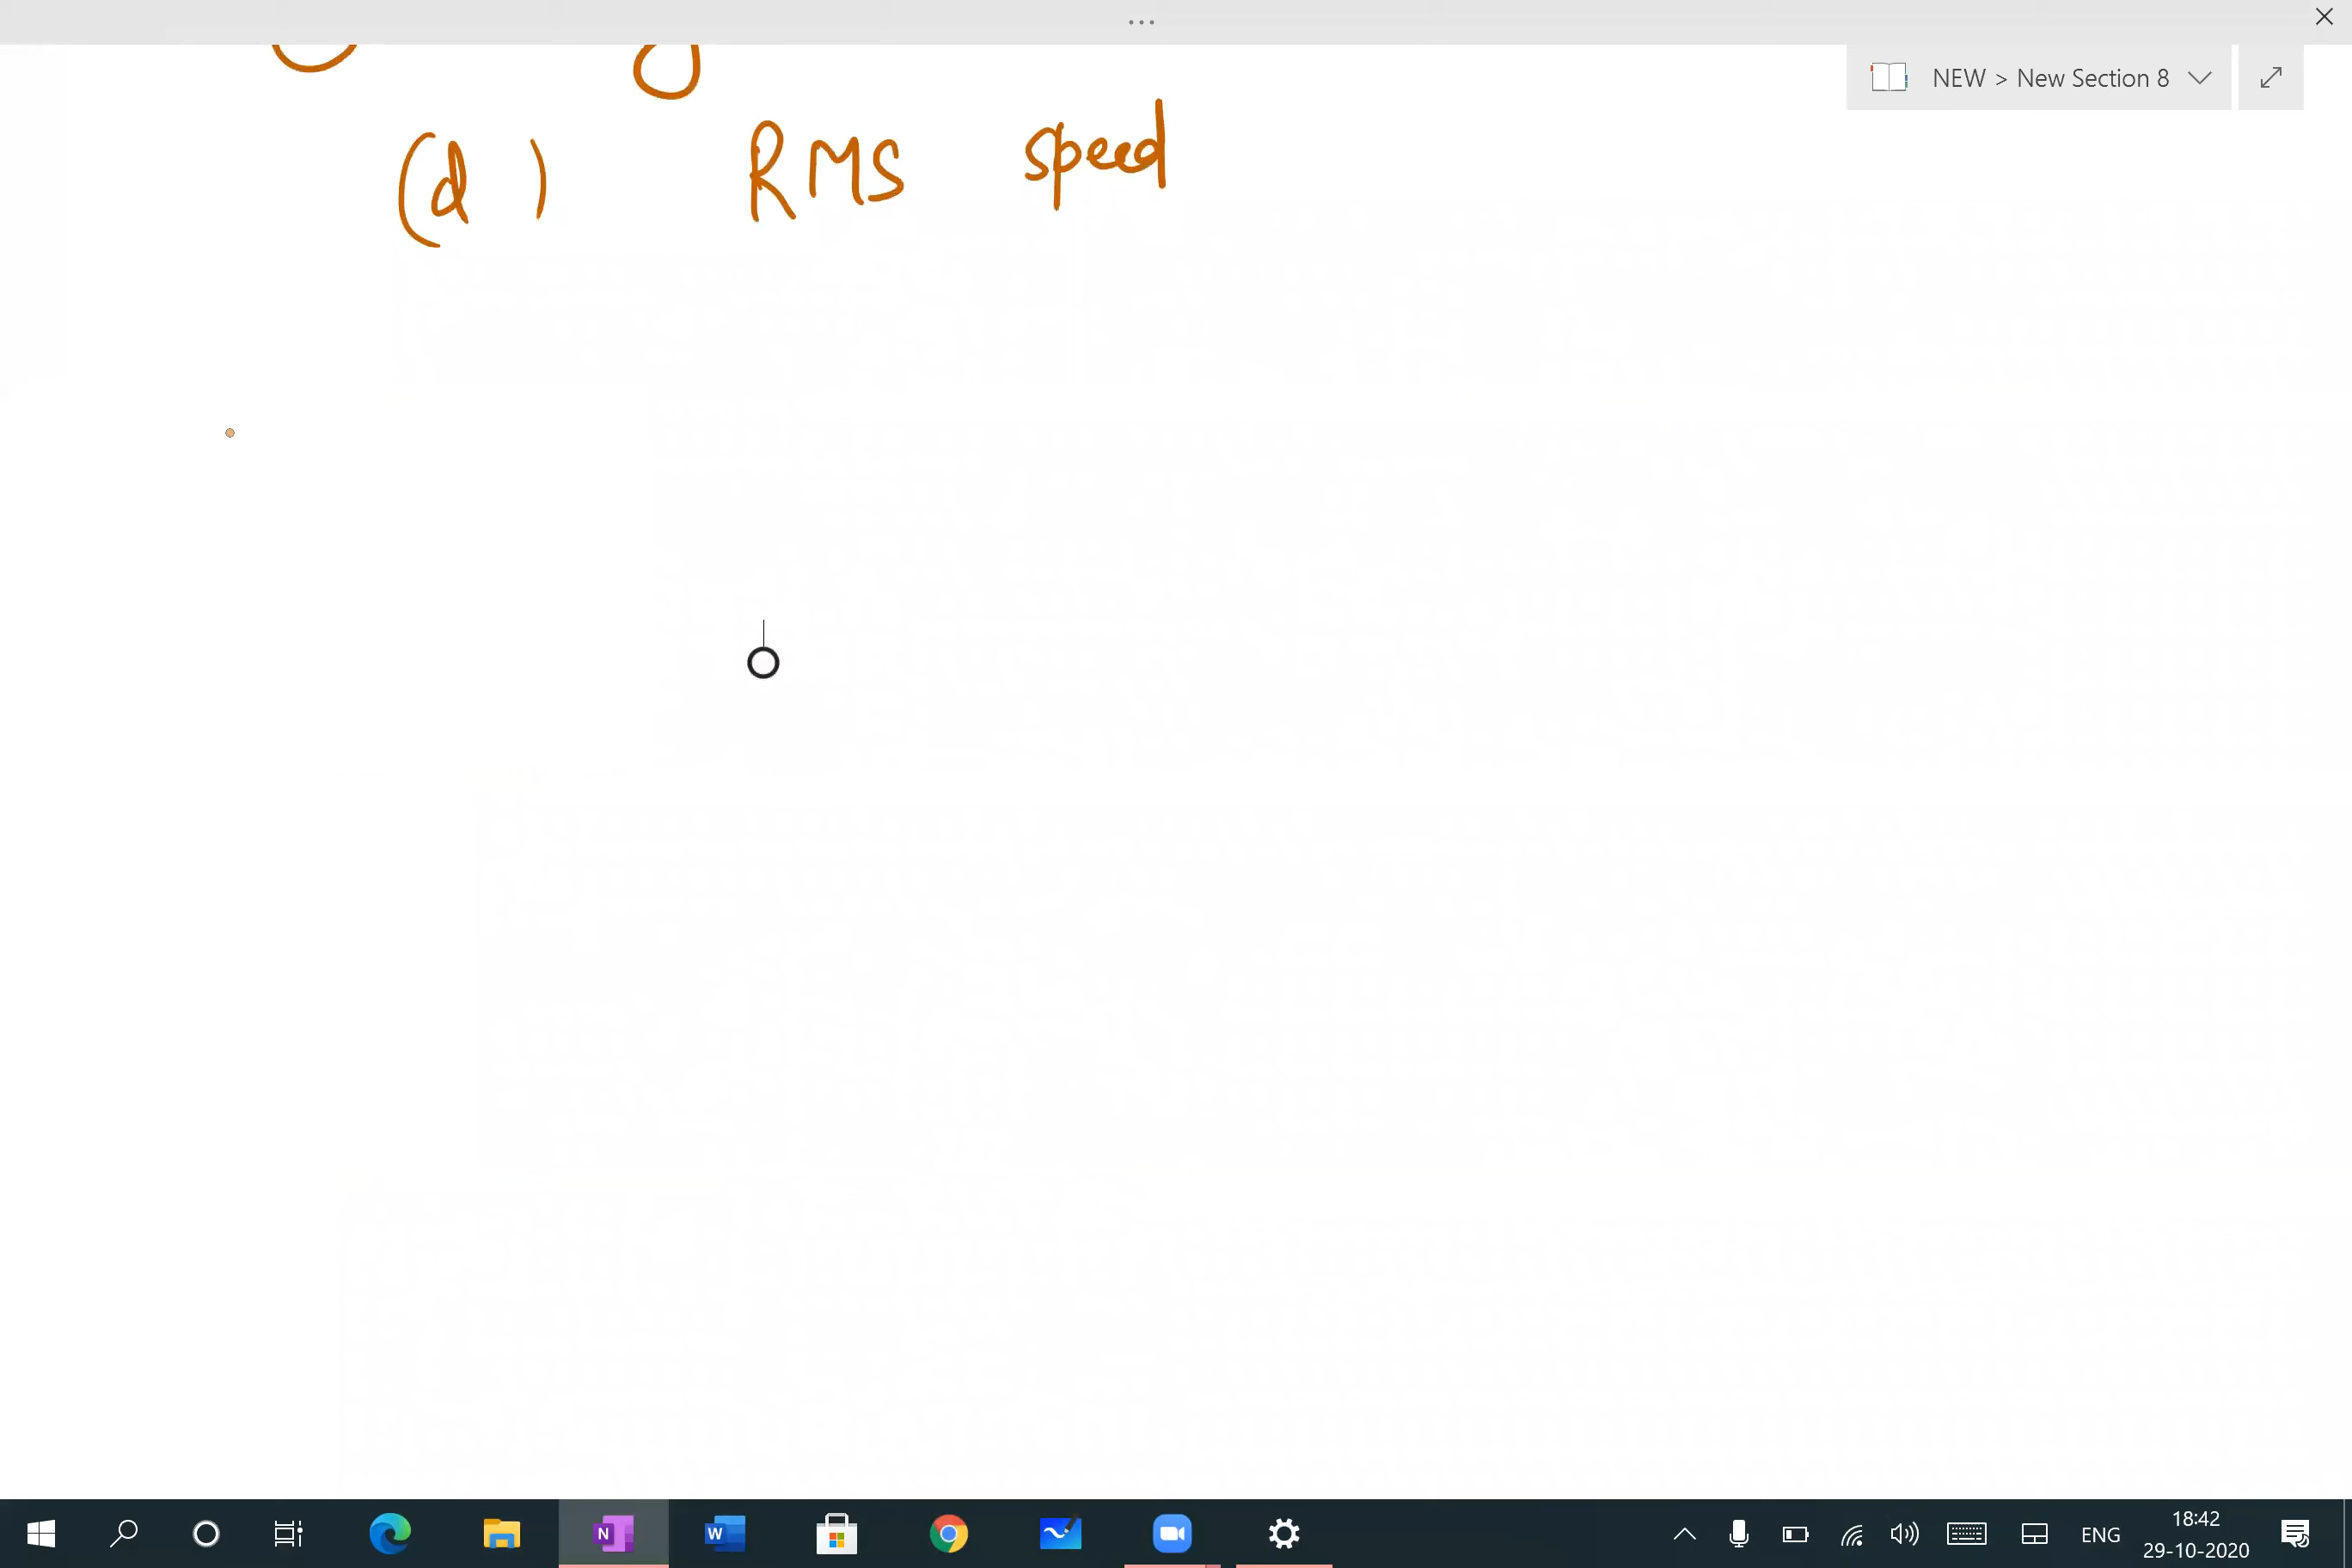 NEW > New Section 8
(d) RMS speed
ENG
18:42
29-10-2020